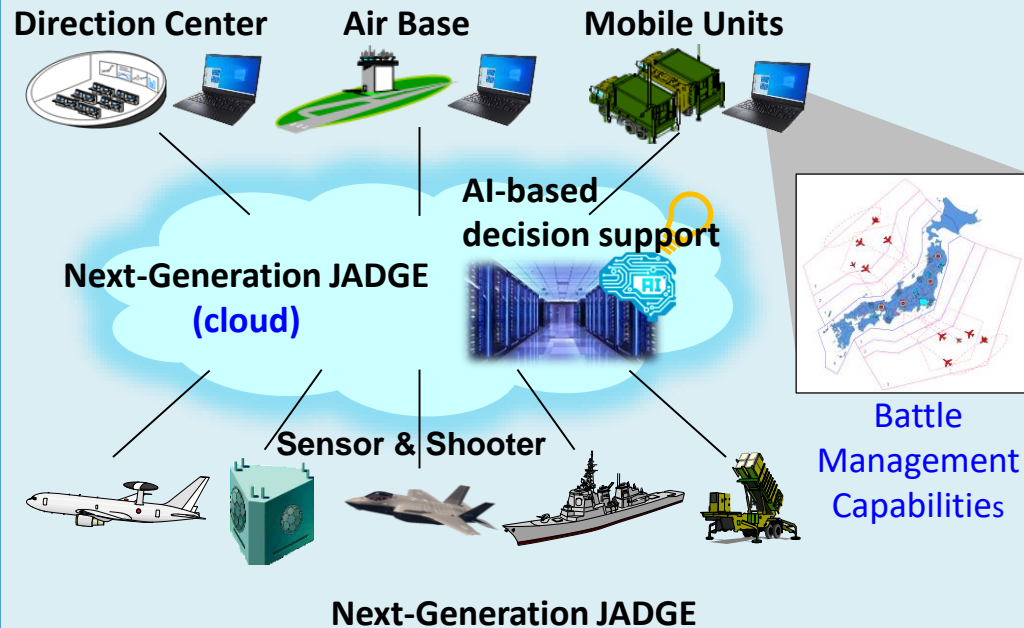 Direction Center
Air Base
Mobile Units
AI-based
decision support
AI
Next-Generation JADGE
(cloud)
Sensor & Shooter
Battle
Management
Capabilities
Next-Generation JADGE